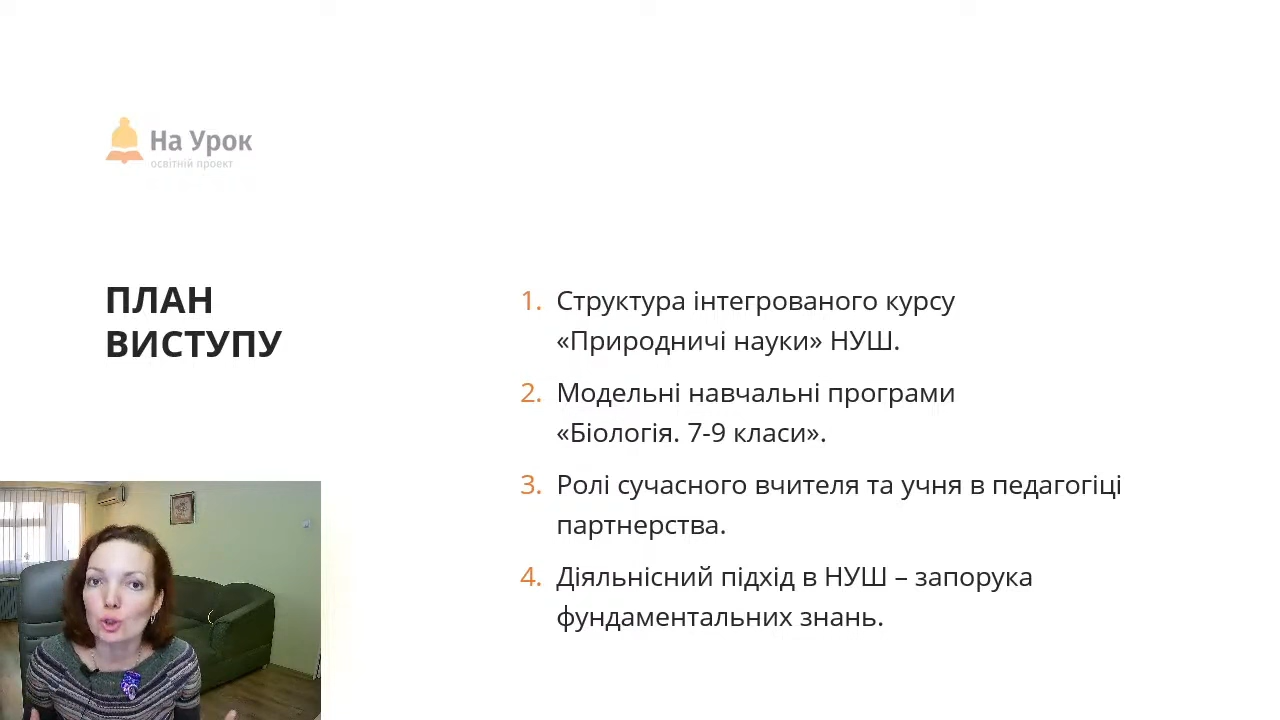 На Урок
освітній проект
ПЛАН
ВИСТУПУ
1. Структура інтегрованого курсу
«Природничі науки» НУШ.
2. Модельні навчальні програми
«Біологія. 7-9 класи».
3. Ролі сучасного вчителя та учня в педагогіці
партнерства.
4. Діяльнісний підхід в НУШ – запорука
фундаментальних знань.